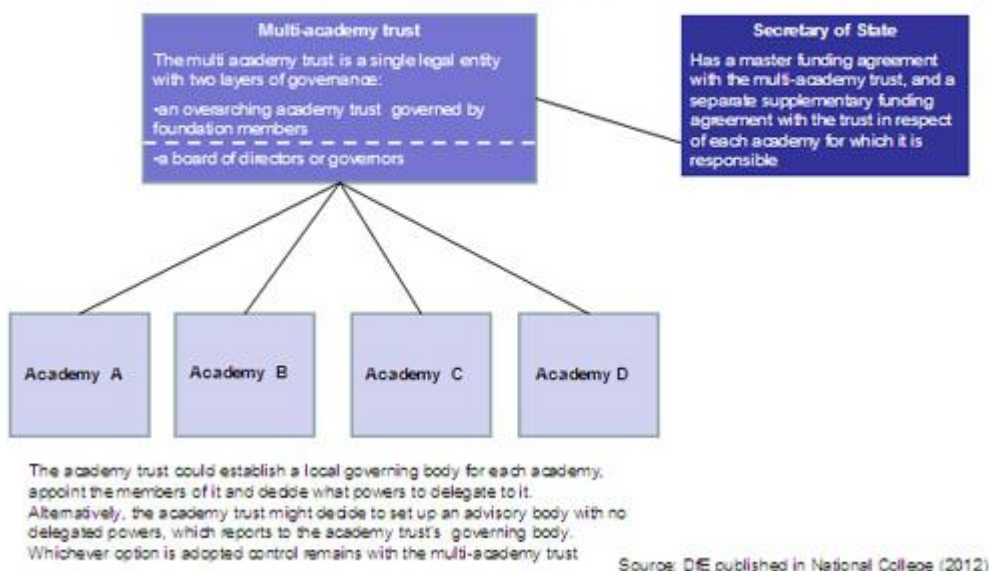 Multi-academy trust
The multi academy trust is a single legal entity
with two layers of governance:
•an overarching academy trust governed by
foundation members
•a board of directors or governors
Secretary of State
Has a master funding agreement
with the multi-academy trust, and a
separate supplementary funding
agreement with the trust in respect
of each academy for which it is
responsible
Academy A
Academy B
Academy C
Academy D
The academy trust could establish a local governing body for each academy,
appoint the members of it and decide what powers to delegate to it.
Alternatively, the academy trust might decide to set up an advisory body with no
delegated powers, which reports to the academy trust's governing body.
Whichever option is adopted control remains with the multi-academy trust
Source: DfE published in National College (2012)